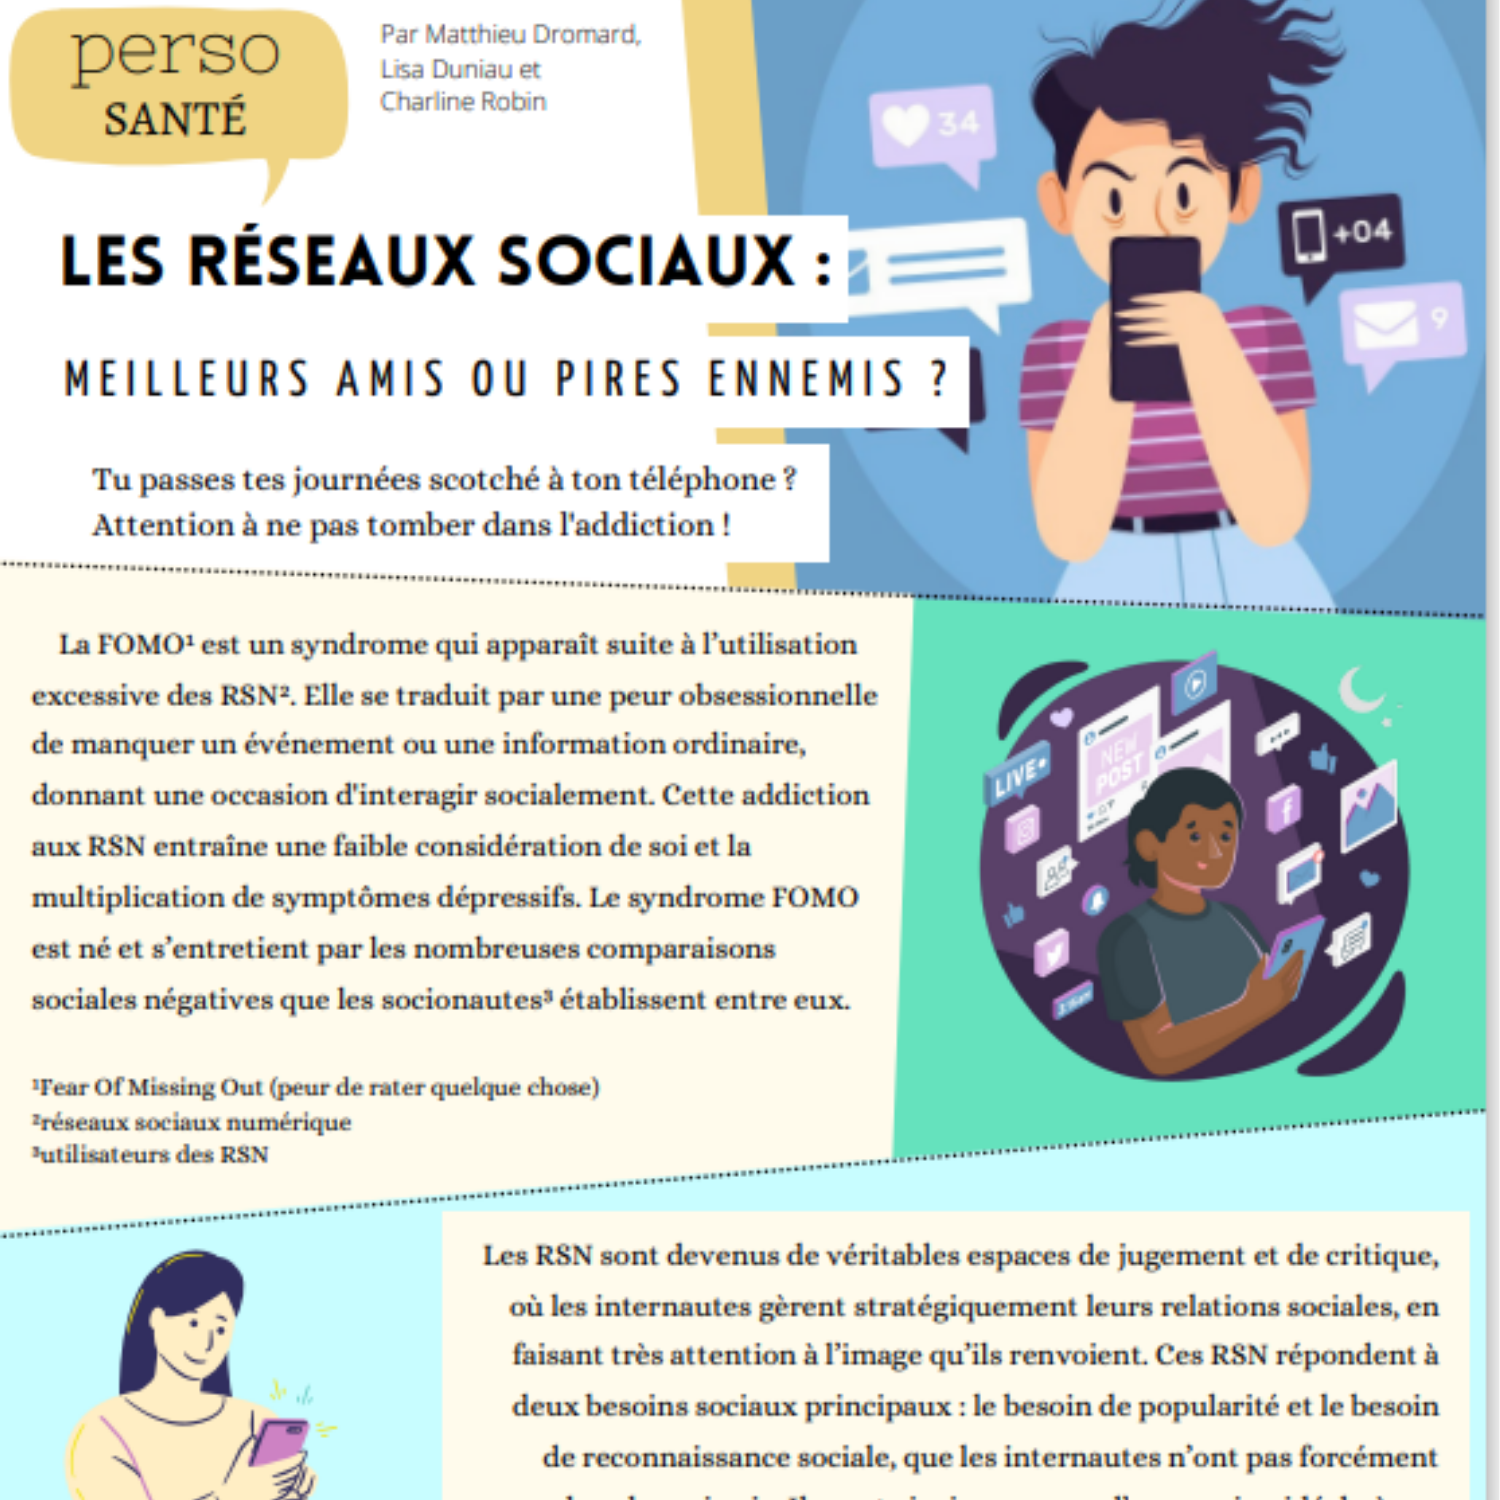 perso
SANTÉ
Par Matthieu Dromard,
Lisa Duniau et
Charline Robin
34
+04
9
LES RÉSEAUX SOCIAUX :
MEILLEURS AMIS OU PIRES ENNEMIS ?
Tu passes tes journées scotché à ton téléphone ?
Attention à ne pas tomber dans l'addiction !
La FOMO¹ est un syndrome qui apparaît suite à l’utilisation
excessive des RSN². Elle se traduit par une peur obsessionnelle
de manquer un événement ou une information ordinaire,
donnant une occasion d'interagir socialement. Cette addiction
aux RSN entraîne une faible considération de soi et la
multiplication de symptômes dépressifs. Le syndrome FOMO
est né et s’entretient par les nombreuses comparaisons
sociales négatives que les socionautes³ établissent entre eux.
¹Fear Of Missing Out (peur de rater quelque chose)
²réseaux sociaux numérique
³utilisateurs des RSN
LIVE
NEW
POST
Les RSN sont devenus de véritables espaces de jugement et de critique,
où les internautes gèrent stratégiquement leurs relations sociales, en
faisant très attention à l’image qu’ils renvoient. Ces RSN répondent à
deux besoins sociaux principaux : le besoin de popularité et le besoin
de reconnaissance sociale, que les internautes n’ont pas forcément